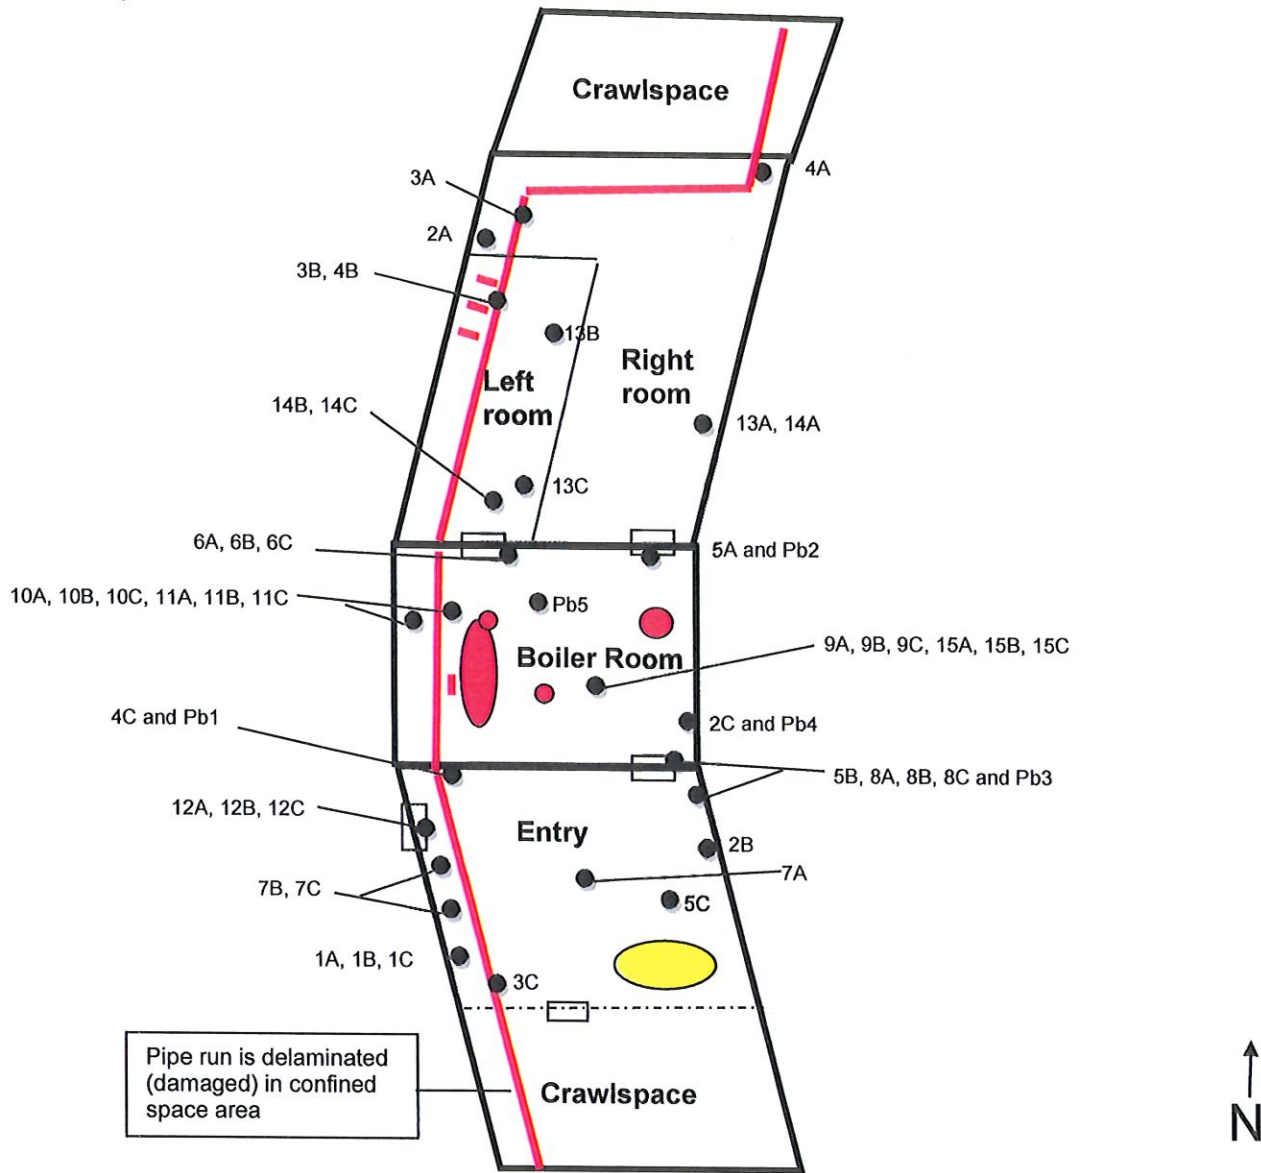 Crawlspace
4A
3A
2A
3B, 4B
13B
Right
room
Left
room
14B, 14C
13A, 14A
13C
6A, 6B, 6C
5A and Pb2
10A, 10B, 10C, 11A, 11B, 11C
Pb5
9A, 9B, 9C, 15A, 15B, 15C
Boiler Room
4C and Pb1
2C and Pb4
5B, 8A, 8B, 8C and Pb3
12A, 12B, 12C
Entry
2B
7A
7B, 7C
5C
1A, 1B, 1C
3C
Pipe run is delaminated
(damaged) in confined
space area
Crawlspace
N